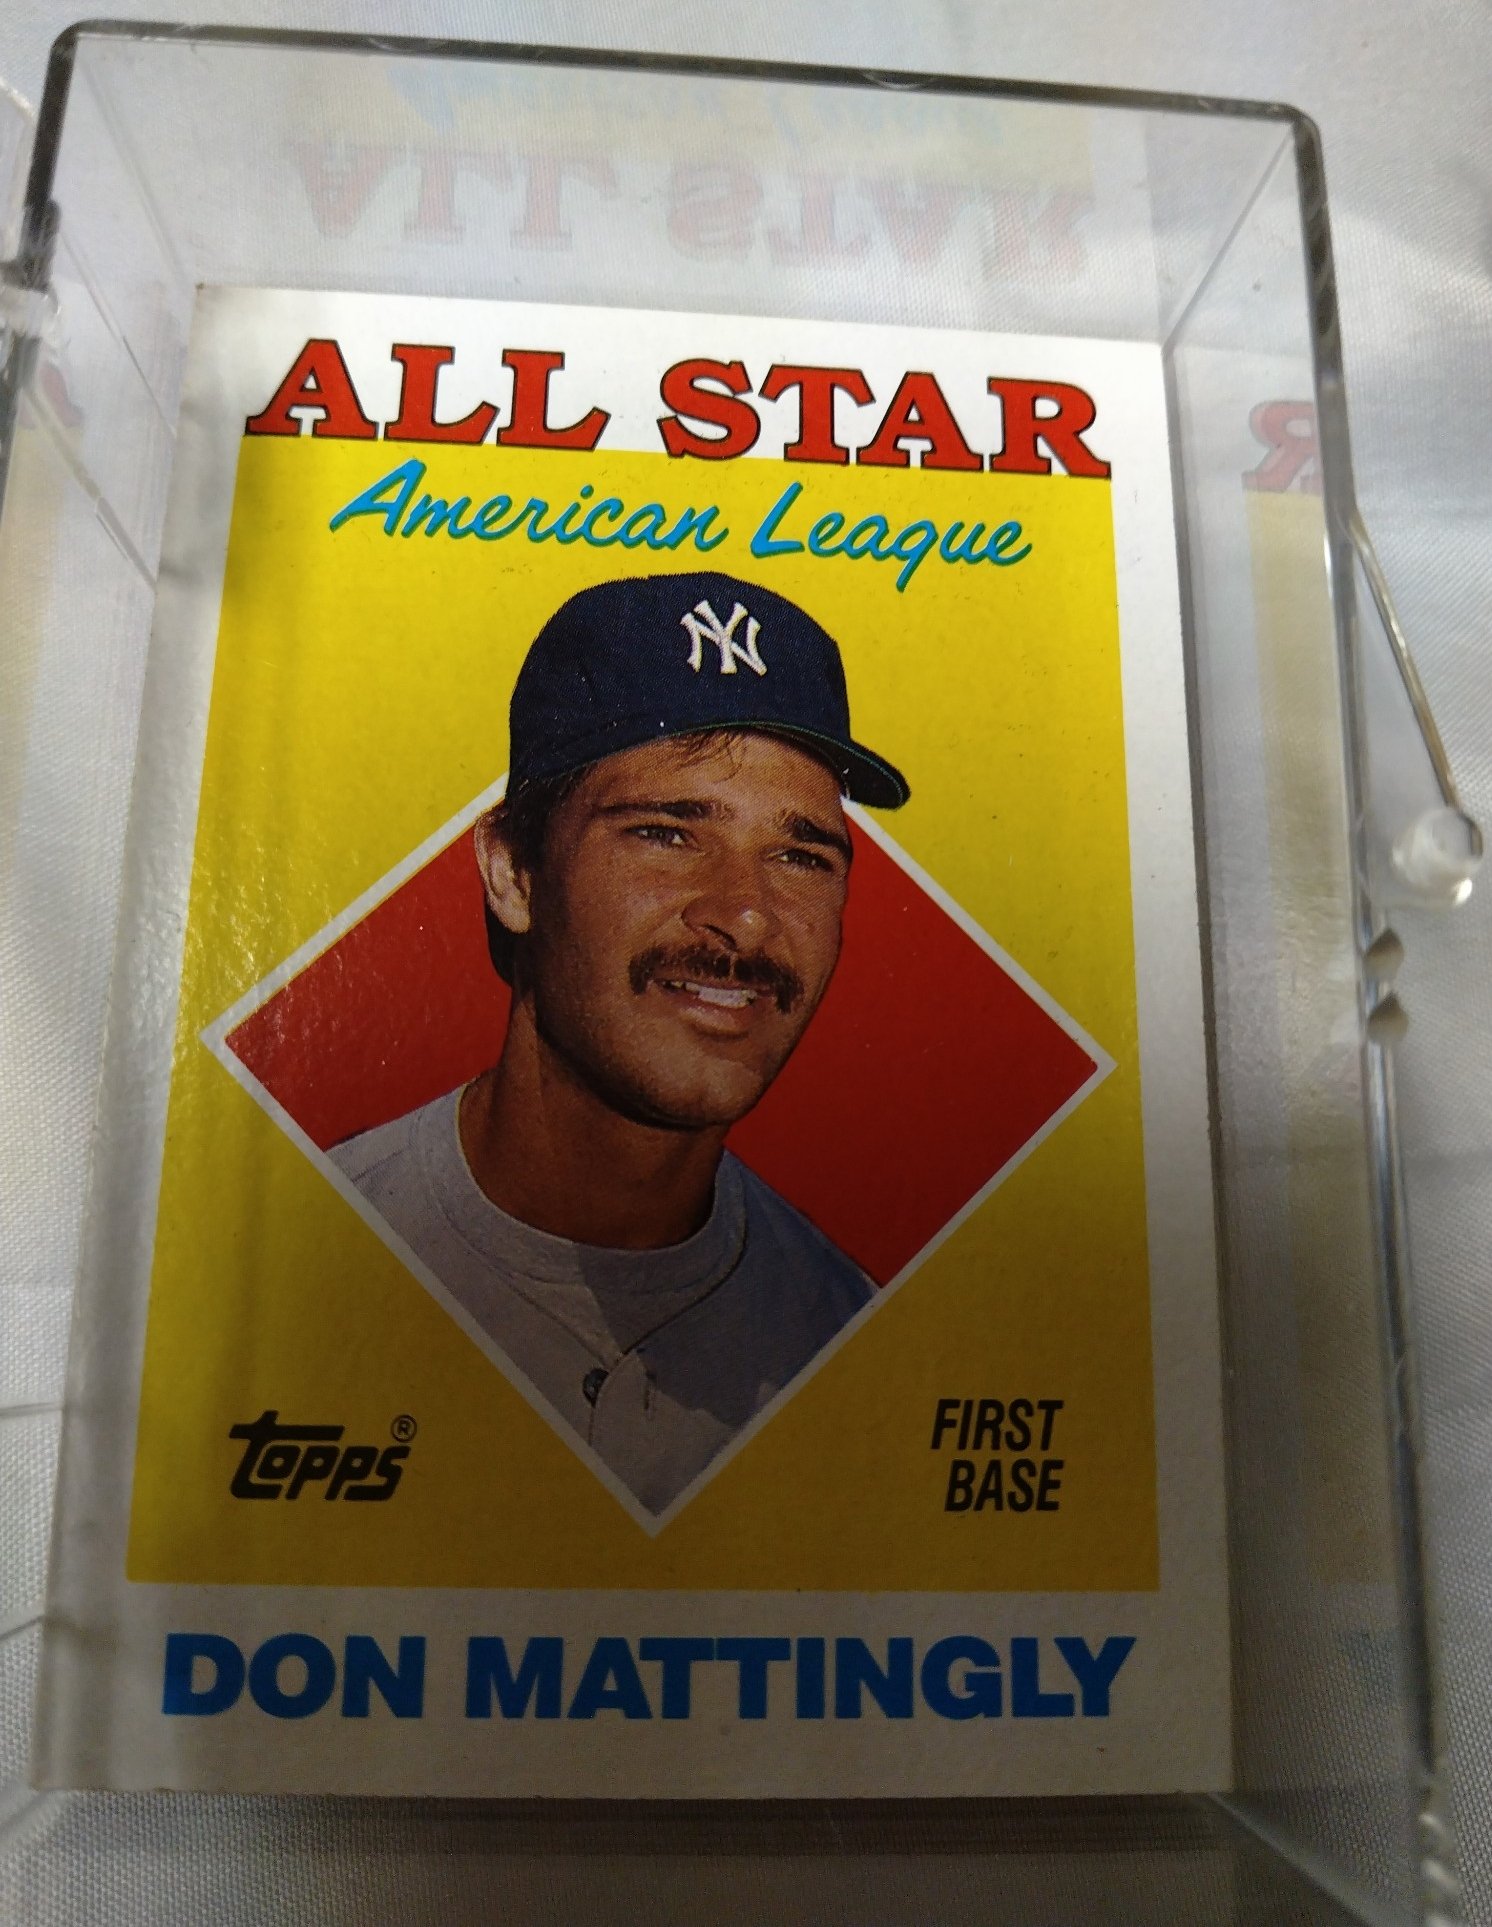 ALL STAR
American League
NY
topps®
FIRST
BASE
DON MATTINGLY